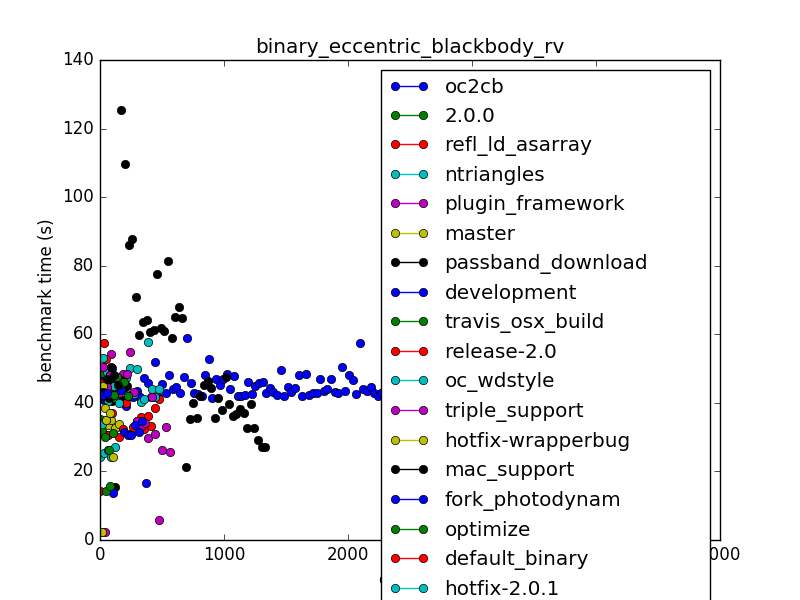 binary_eccentric_blackbody_rv
benchmark time (s)
140
120
100
80
60
40
20
0
0
1000
2000
000
oc2cb
2.0.0
refl_ld_asarray
ntriangles
plugin_framework
master
passband_download
development
travis_osx_build
release-2.0
oc_wdstyle
triple_support
hotfix-wrapperbug
mac_support
fork_photodynam
optimize
default_binary
hotfix-2.0.1